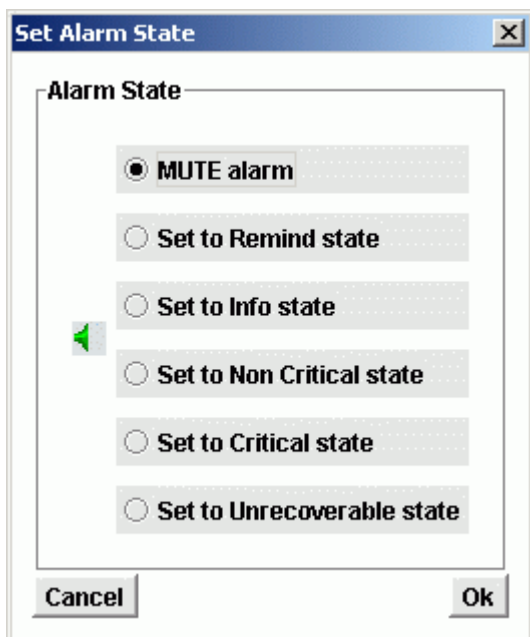 Set Alarm State
Alarm State
MUTE alarm
Set to Remind state
Set to Info state
Set to Non Critical state
Set to Critical state
Set to Unrecoverable state
Cancel
Ok